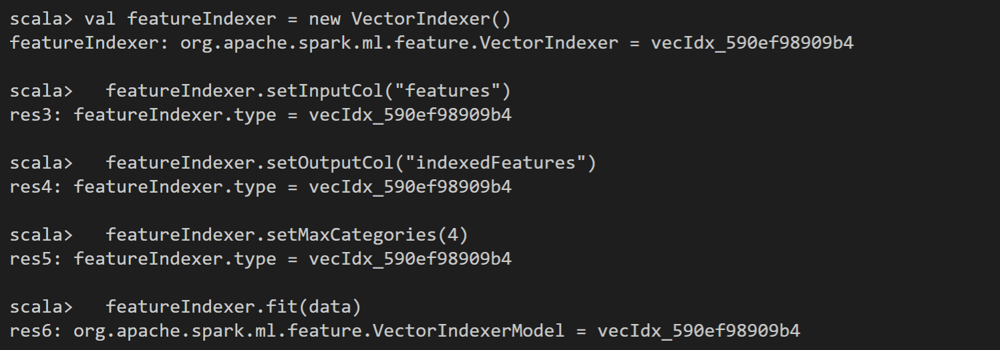 scala> val featureIndexer = new VectorIndexer()
featureIndexer: org.apache.spark.ml.feature.VectorIndexer = vecIdx_590ef98909b4
scala>   featureIndexer.setInputCol("features")
res3: featureIndexer.type = vecIdx_590ef98909b4
scala>   featureIndexer.setOutputCol("indexedFeatures")
res4: featureIndexer.type = vecIdx_590ef98909b4
scala>   featureIndexer.setMaxCategories(4)
res5: featureIndexer.type = vecIdx_590ef98909b4
scala>   featureIndexer.fit(data)
res6: org.apache.spark.ml.feature.VectorIndexerModel = vecIdx_590ef98909b4